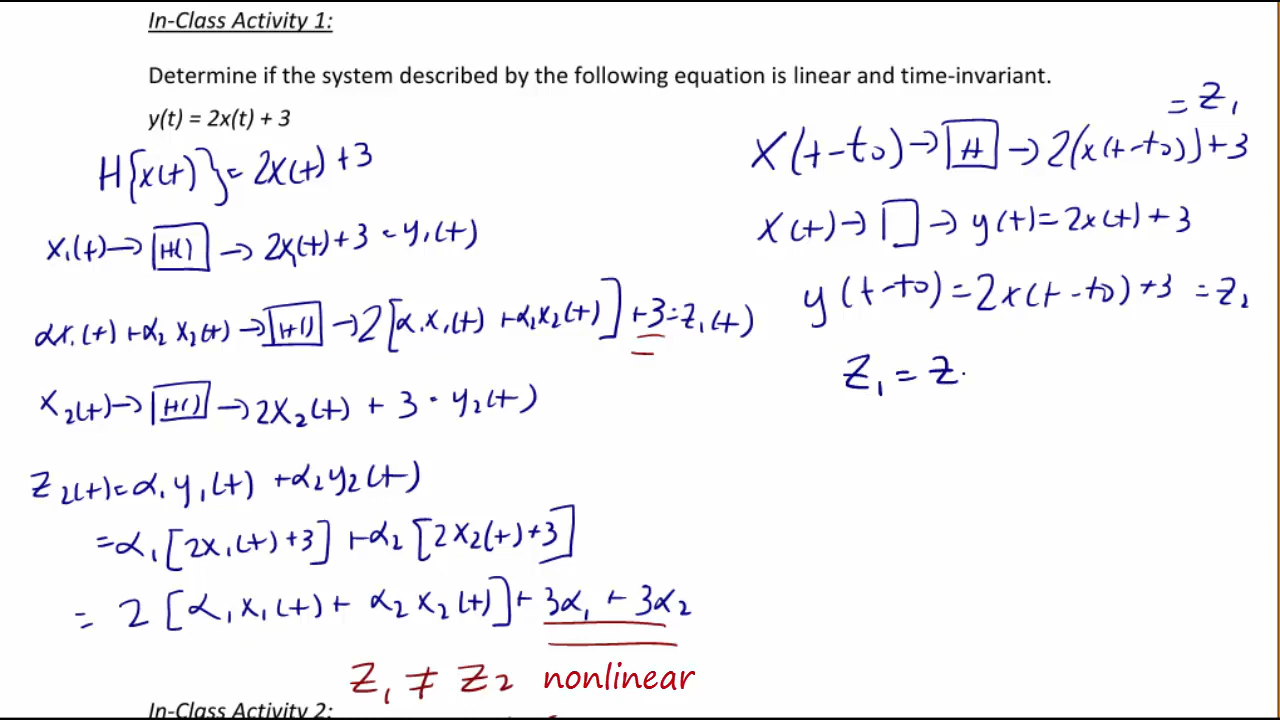 In-Class Activity 1:
Determine if the system described by the following equation is linear and time-invariant.
y(t) = 2x(t) + 3
H{x(t)} = 2x(t) + 3
x₁(t) → [H()] → 2x₁(t) + 3 = y₁(t)
αx₁(t) + α₂x₂(t) → [H()] → 2[α₁x₁(t) + α₂x₂(t)] + 3 = z₁(t)
x₂(t) → [H()] → 2x₂(t) + 3 = y₂(t)
z₂(t) = α₁y₁(t) + α₂y₂(t)
= α₁[2x₁(t) + 3] + α₂[2x₂(t) + 3]
= 2[α₁x₁(t) + α₂x₂(t)] + 3α₁ + 3α₂
z₁ ≠ z₂ nonlinear
= z₁
x(t-t₀) → [H] → 2(x(t-t₀)) + 3
x(t) → [ ] → y(t) = 2x(t) + 3
y(t-t₀) = 2x(t-t₀) + 3 = z₂
z₁ = z
In-Class Activity 2: